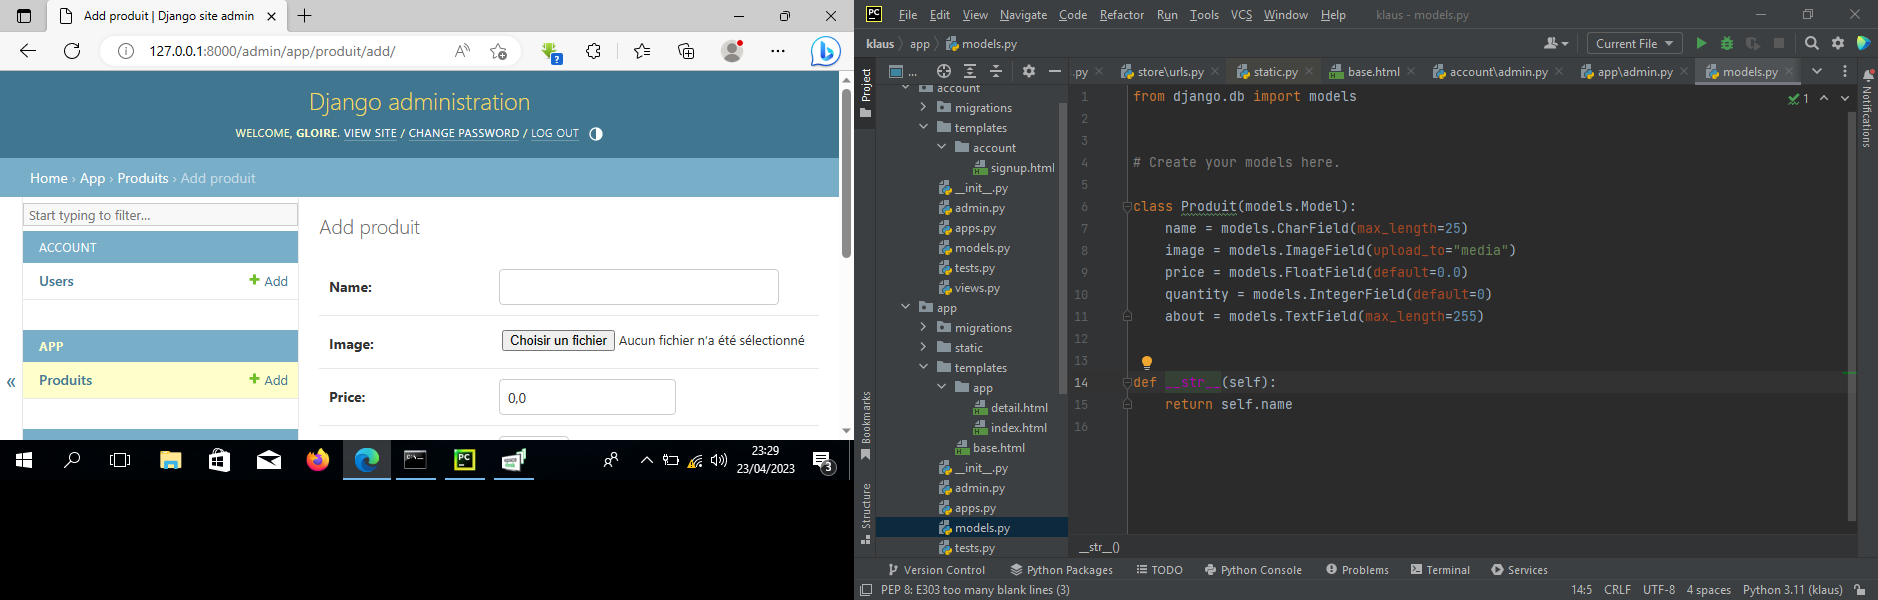 Add produit | Django site admin
127.0.0.1:8000/admin/app/produit/add/
Django administration
WELCOME, GLOIRE. VIEW SITE / CHANGE PASSWORD / LOG OUT
Home › App › Produits › Add produit
Start typing to filter...
ACCOUNT
Users
Add
APP
Produits
Add
«
Add produit
Name:
Image:
Choisir un fichier Aucun fichier n'a été sélectionné
Price:
0,0
23:29
23/04/2023
3
PC
File Edit View Navigate Code Refactor Run Tools VCS Window Help klaus - models.py
klaus app models.py
Current File
Project
...
.py store\urls.py static.py base.html account\admin.py app\admin.py models.py
account
migrations
templates
account
signup.html
__init__.py
admin.py
apps.py
models.py
tests.py
views.py
app
migrations
static
templates
app
detail.html
index.html
base.html
__init__.py
admin.py
apps.py
models.py
tests.py
Bookmarks
Structure
Notifications
1
1 from django.db import models
2
3
4 # Create your models here.
5
6 class Produit(models.Model):
7 name = models.CharField(max_length=25)
8 image = models.ImageField(upload_to="media")
9 price = models.FloatField(default=0.0)
10 quantity = models.IntegerField(default=0)
11 about = models.TextField(max_length=255)
12
13
14 def __str__(self):
15 return self.name
16
__str__()
Version Control Python Packages TODO Python Console Problems Terminal Services
PEP 8: E303 too many blank lines (3)
14:5 CRLF UTF-8 4 spaces Python 3.11 (klaus)